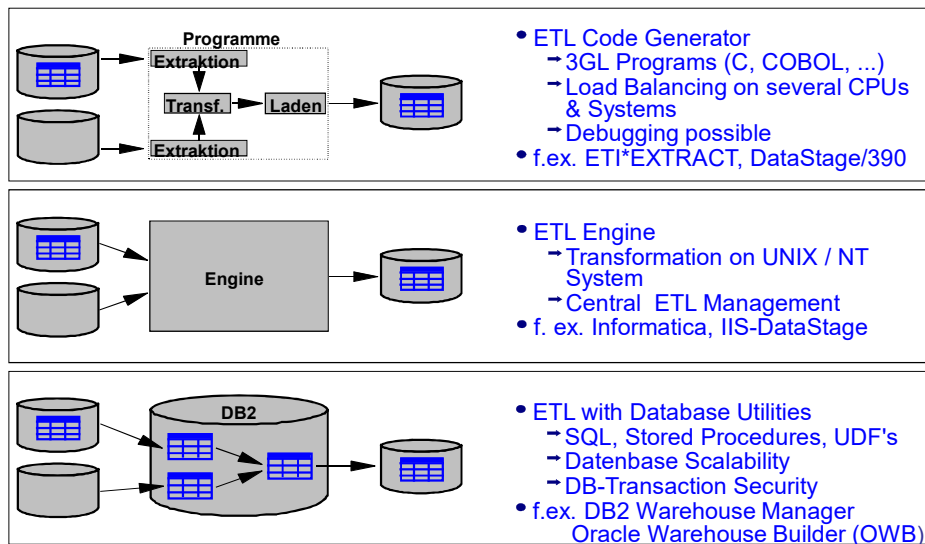 Programme
Extraktion
Transf.
Laden
Extraktion
• ETL Code Generator
➞ 3GL Programs (C, COBOL, ...)
➞ Load Balancing on several CPUs
& Systems
➞ Debugging possible
• f.ex. ETI*EXTRACT, DataStage/390
Engine
• ETL Engine
➞ Transformation on UNIX / NT
System
➞ Central ETL Management
• f. ex. Informatica, IIS-DataStage
DB2
• ETL with Database Utilities
➞ SQL, Stored Procedures, UDF's
➞ Datenbase Scalability
➞ DB-Transaction Security
• f.ex. DB2 Warehouse Manager
Oracle Warehouse Builder (OWB)